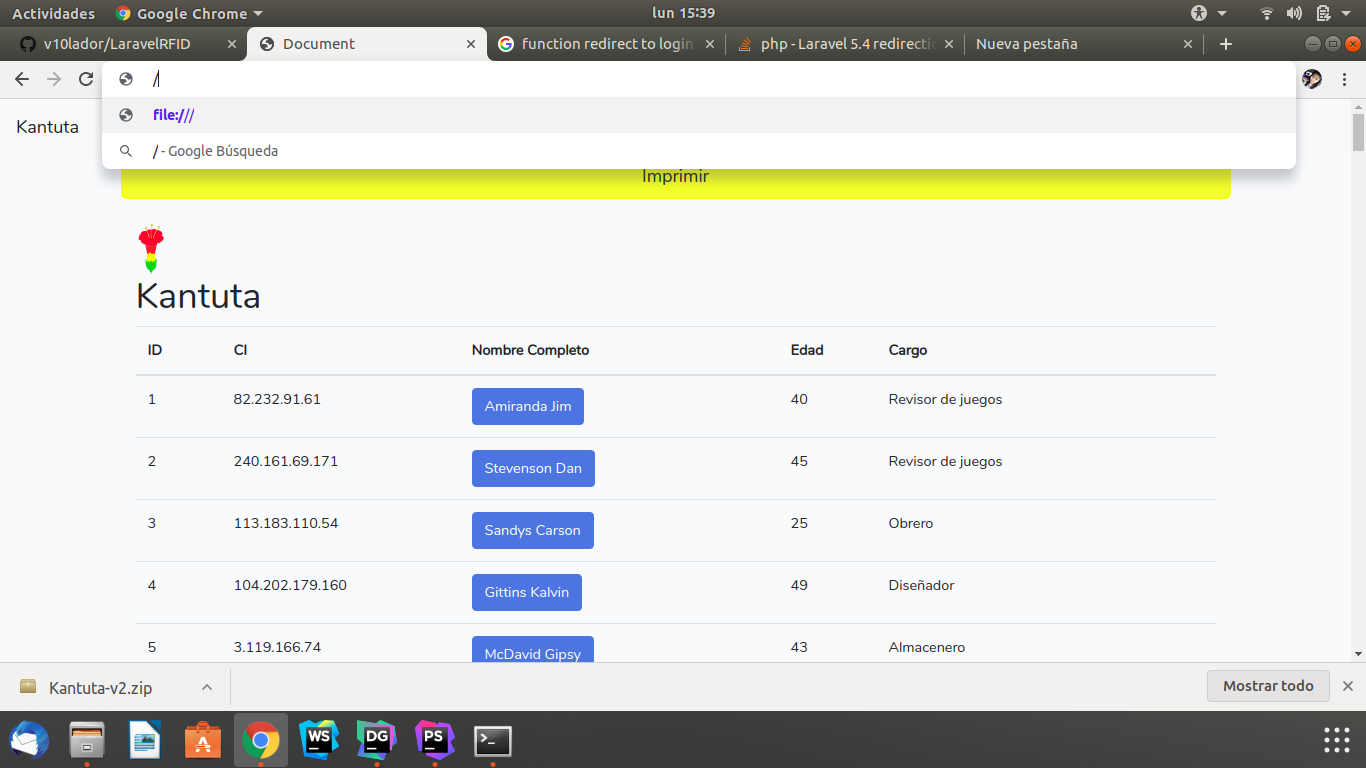 Actividades Google Chrome lun 15:39
v10lador/LaravelRFID Document function redirect to login php - Laravel 5.4 redirectio Nueva pestaña
/
file:///
/ - Google Búsqueda
Kantuta
Imprimir
Kantuta
ID CI Nombre Completo Edad Cargo
1 82.232.91.61 Amiranda Jim 40 Revisor de juegos
2 240.161.69.171 Stevenson Dan 45 Revisor de juegos
3 113.183.110.54 Sandys Carson 25 Obrero
4 104.202.179.160 Gittins Kalvin 49 Diseñador
5 3.119.166.74 McDavid Gipsy 43 Almacenero
Kantuta-v2.zip Mostrar todo
WS DG PS